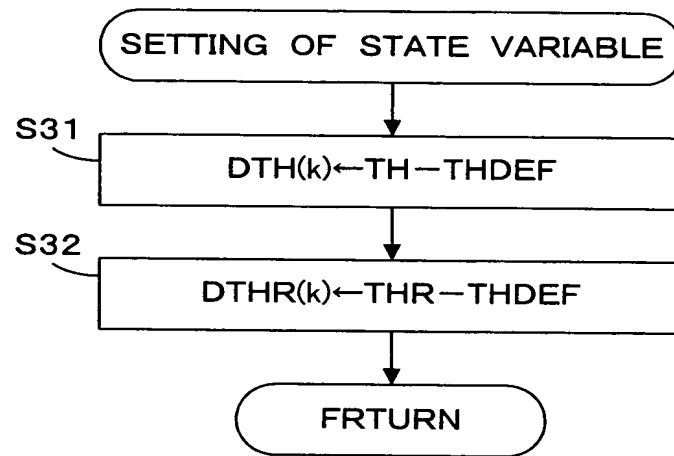 SETTING OF STATE VARIABLE
S31
DTH(k)←TH−THDEF
S32
DTHR(k)←THR−THDEF
FRTURN